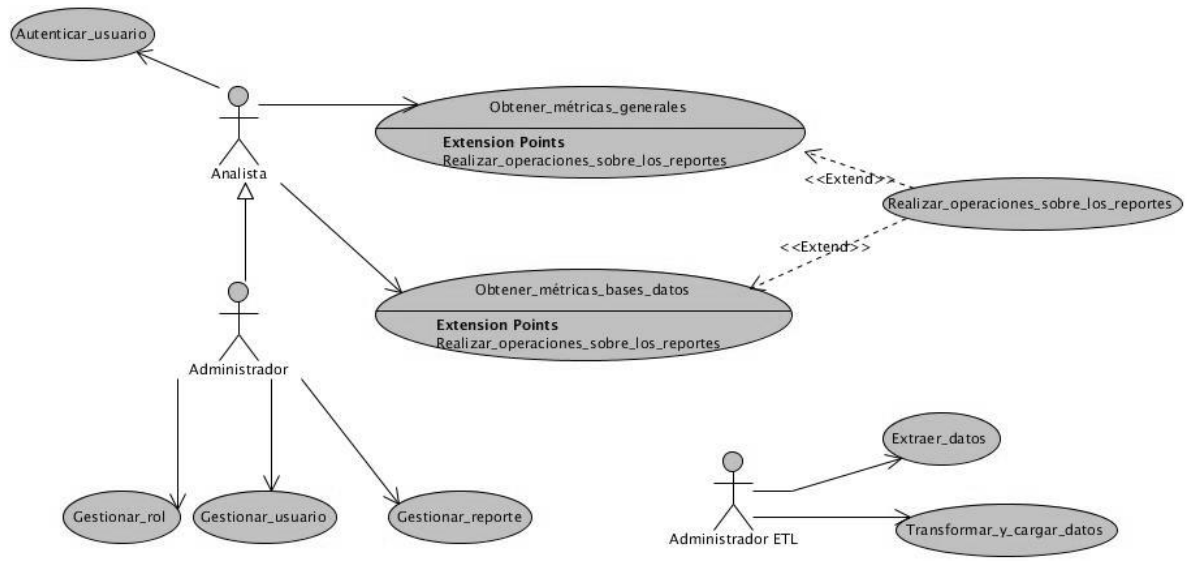 Autenticar_usuario
Obtener_métricas_generales
Extension Points
Realizar_operaciones_sobre_los_reportes
Analista
<<Extend>>
Realizar_operaciones_sobre_los_reportes
<<Extend>>
Obtener_métricas_bases_datos
Extension Points
Realizar_operaciones_sobre_los_reportes
Administrador
Extraer_datos
Gestionar_rol
Gestionar_usuario
Gestionar_reporte
Transformar_y_cargar_datos
Administrador ETL